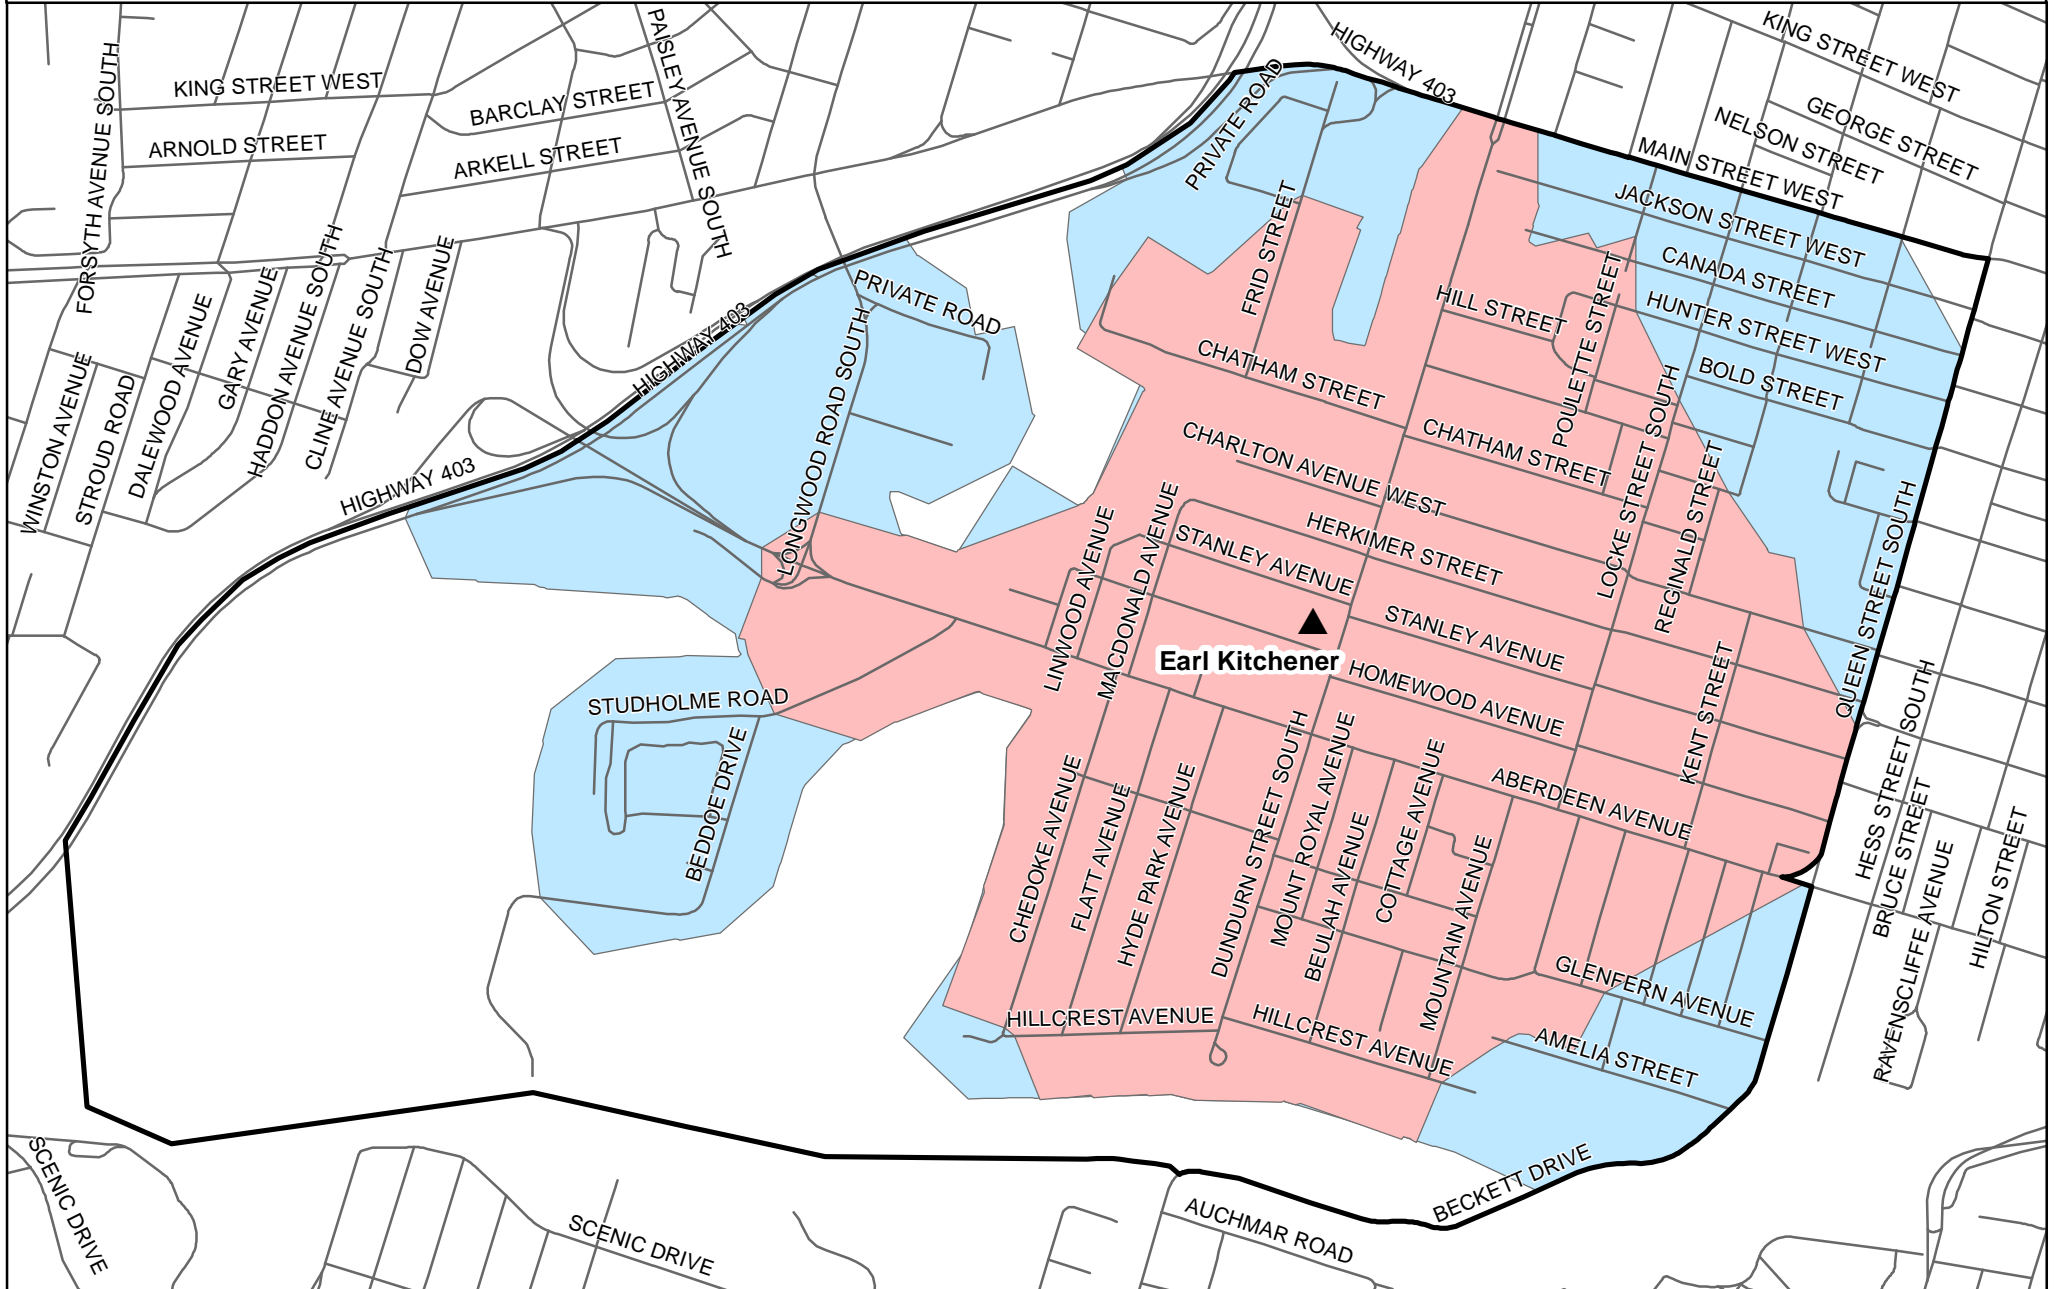 KING STREET WEST
HIGHWAY 403
PAISLEY AVENUE SOUTH
FORSYTH AVENUE SOUTH
KING STREET WEST
BARCLAY STREET
PRIVATE ROAD
GEORGE STREET
NELSON STREET
ARNOLD STREET
ARKELL STREET
MAIN STREET WEST
JACKSON STREET WEST
FRID STREET
CANADA STREET
HADDON AVENUE SOUTH
CLINE AVENUE SOUTH
DOW AVENUE
GARY AVENUE
DALEWOOD AVENUE
PRIVATE ROAD
HILL STREET
POULETTE STREET
HUNTER STREET WEST
HIGHWAY 403
HIGHWAY 403
LONGWOOD ROAD SOUTH
CHATHAM STREET
BOLD STREET
WINSTON AVENUE
STROUD ROAD
CHARLTON AVENUE WEST
CHATHAM STREET
LOCKE STREET SOUTH
REGINALD STREET
HIGHWAY 403
QUEEN STREET SOUTH
LINWOOD AVENUE
MACDONALD AVENUE
STANLEY AVENUE
HERKIMER STREET
STANLEY AVENUE
Earl Kitchener
HOMEWOOD AVENUE
KENT STREET
STUDHOLME ROAD
BEDDOE DRIVE
HESS STREET SOUTH
CHEDOKE AVENUE
FLATT AVENUE
HYDE PARK AVENUE
DUNDURN STREET SOUTH
MOUNT ROYAL AVENUE
BEULAH AVENUE
COTTAGE AVENUE
MOUNTAIN AVENUE
ABERDEEN AVENUE
BRUCE STREET
RAVENSCLIFFE AVENUE
HILTON STREET
GLENFERN AVENUE
HILLCREST AVENUE
HILLCREST AVENUE
AMELIA STREET
SCENIC DRIVE
SCENIC DRIVE
BECKETT DRIVE
AUCHMAR ROAD